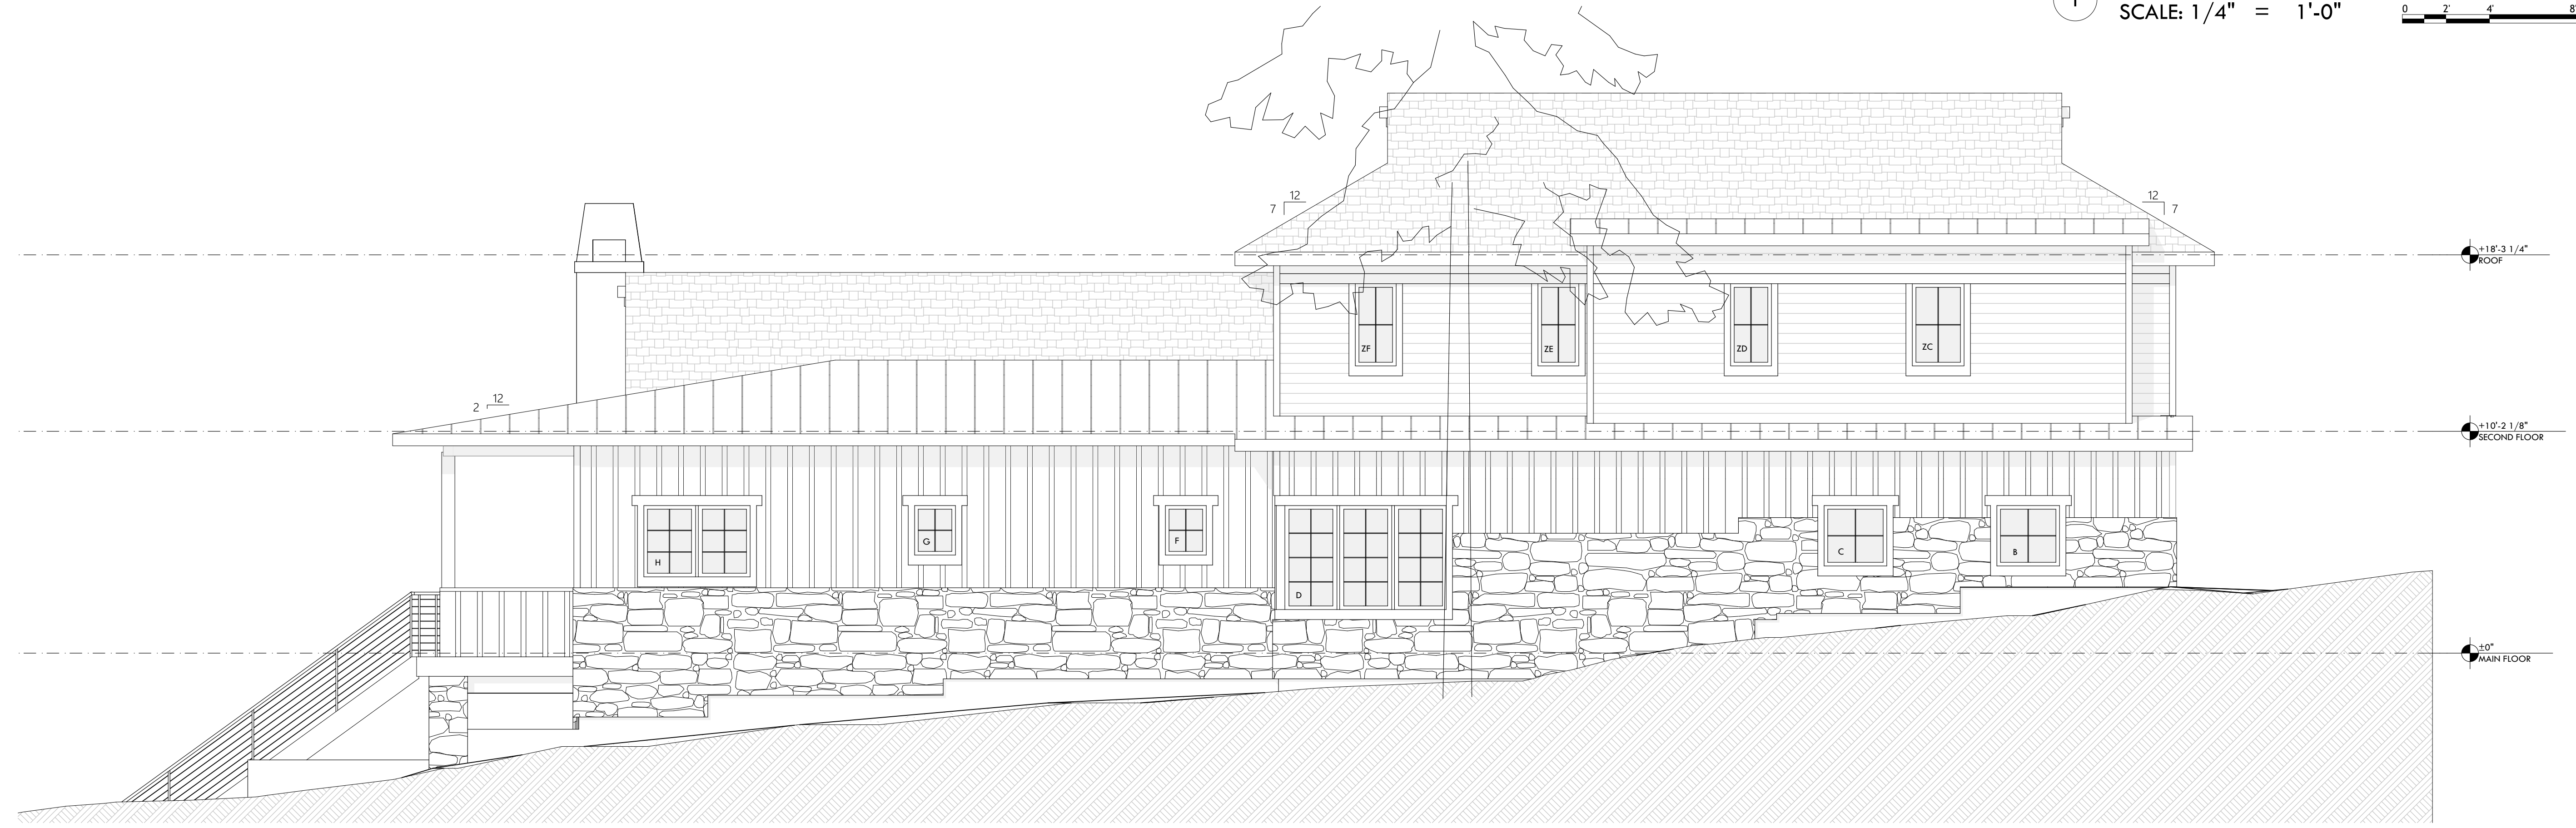 SCALE: 1/4" = 1'-0"
0 2' 4' 8'
12
7
12
7
+18'-3 1/4"
ROOF
ZF
ZE
ZD
ZC
12
2
+10'-2 1/8"
SECOND FLOOR
H
G
F
D
C
B
±0"
MAIN FLOOR